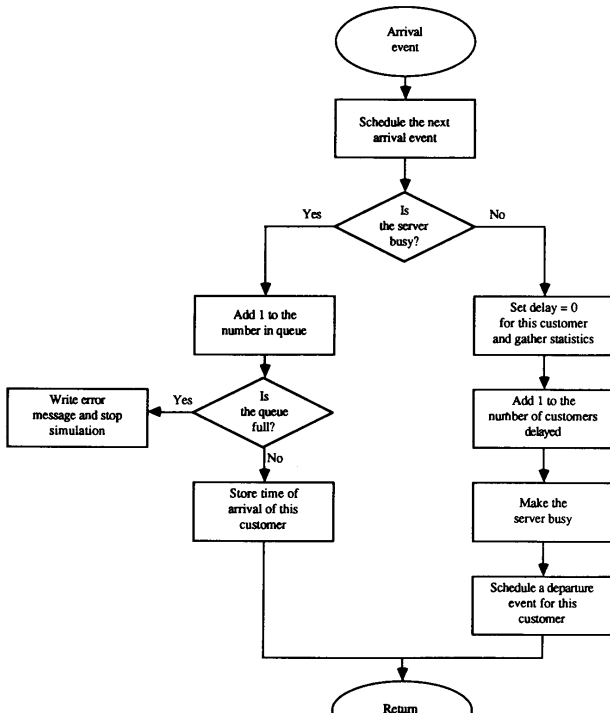 Arrival
event
Schedule the next
arrival event
Yes
Is
the server
busy?
No
Add 1 to the
number in queue
Set delay = 0
for this customer
and gather statistics
Write error
message and stop
simulation
Yes
Is
the queue
full?
No
Add 1 to the
number of customers
delayed
Store time of
arrival of this
customer
Make the
server busy
Schedule a departure
event for this
customer
Return